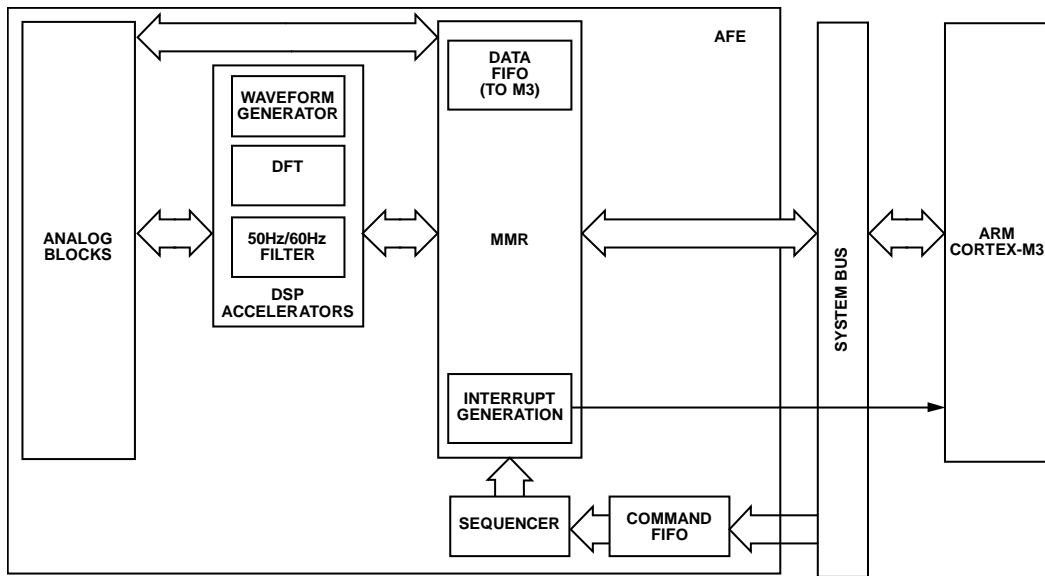 AFE
DATA
FIFO
(TO M3)
WAVEFORM
GENERATOR
DFT
50Hz/60Hz
FILTER
DSP
ACCELERATORS
ANALOG
BLOCKS
MMR
INTERRUPT
GENERATION
SEQUENCER
COMMAND
FIFO
SYSTEM BUS
ARM
CORTEX-M3